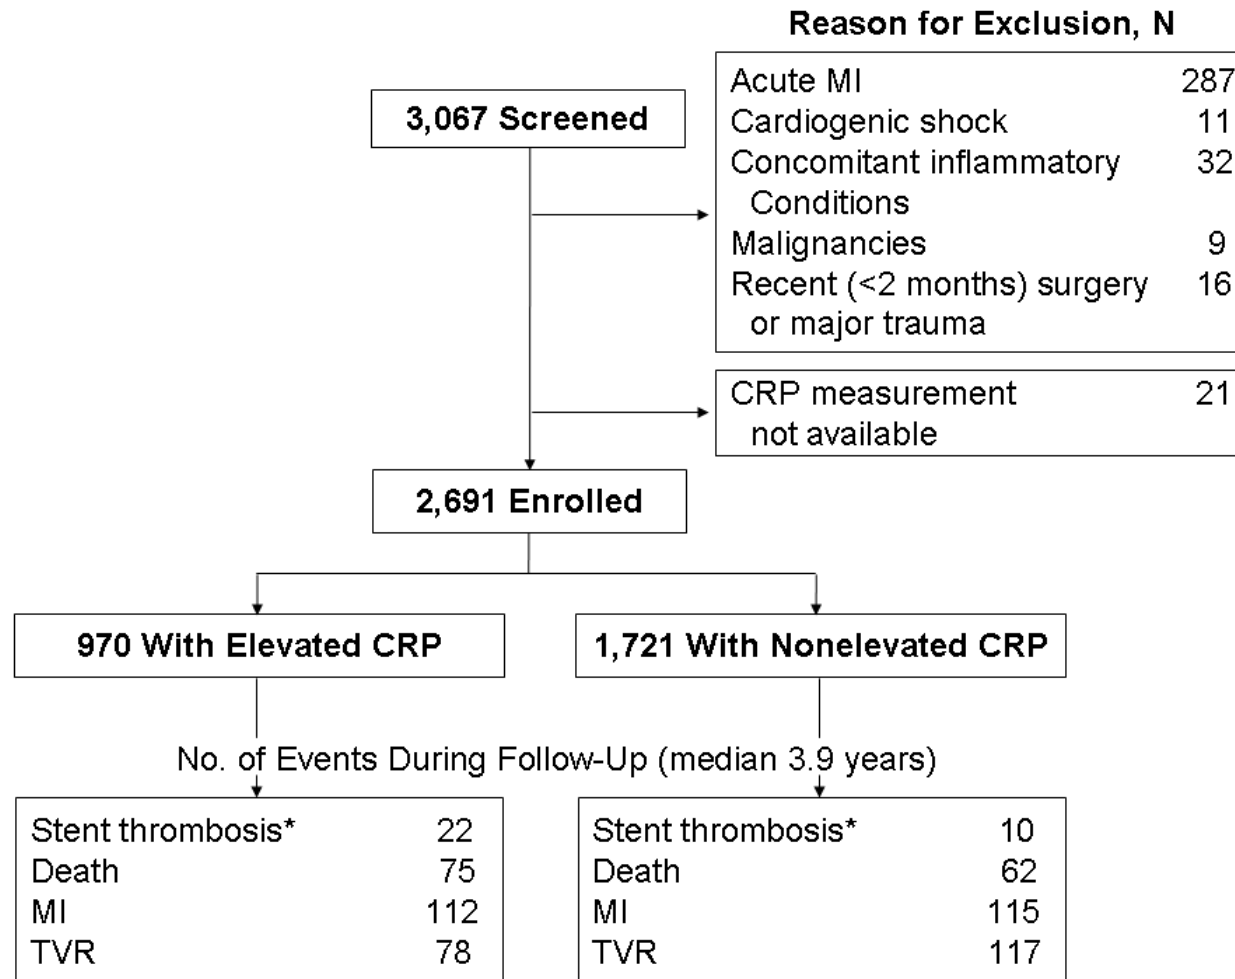 Reason for Exclusion, N
3,067 Screened
Acute MI 287
Cardiogenic shock 11
Concomitant inflammatory 32
Conditions
Malignancies 9
Recent (<2 months) surgery 16
or major trauma
CRP measurement 21
not available
2,691 Enrolled
970 With Elevated CRP
1,721 With Nonelevated CRP
No. of Events During Follow-Up (median 3.9 years)
Stent thrombosis* 22
Death 75
MI 112
TVR 78
Stent thrombosis* 10
Death 62
MI 115
TVR 117